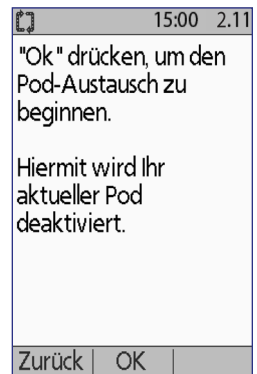 15:00 2.11
"Ok" drücken, um den
Pod-Austausch zu
beginnen.
Hiermit wird Ihr
aktueller Pod
deaktiviert.
Zurück OK